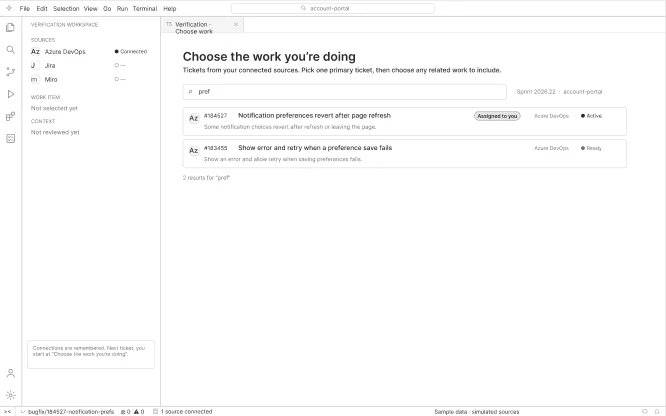 File Edit Selection View Go Run Terminal Help
account-portal
VERIFICATION WORKSPACE
SOURCES
Az Azure DevOps Connected
J Jira —
m Miro —
WORK-ITEM
Not selected yet
CONTEXT
Not reviewed yet
Connections are remembered. Next ticket, you
start at "Choose the work you're doing".
TS Verification -
Choose work
Choose the work you're doing
Tickets from your connected sources. Pick one primary ticket, then choose any related work to include.
pref
Sprint 2026.22 · account-portal
Az #184527 Notification preferences revert after page refresh Assigned to you Azure DevOps Active
Some notification choices revert after refresh or leaving the page.
Az #183455 Show error and retry when a preference save fails Azure DevOps Ready
Show an error and allow retry when saving preferences fails.
2 results for "pref"
bugfix/184527-notification-prefs 0 0 1 source connected Sample data · simulated sources